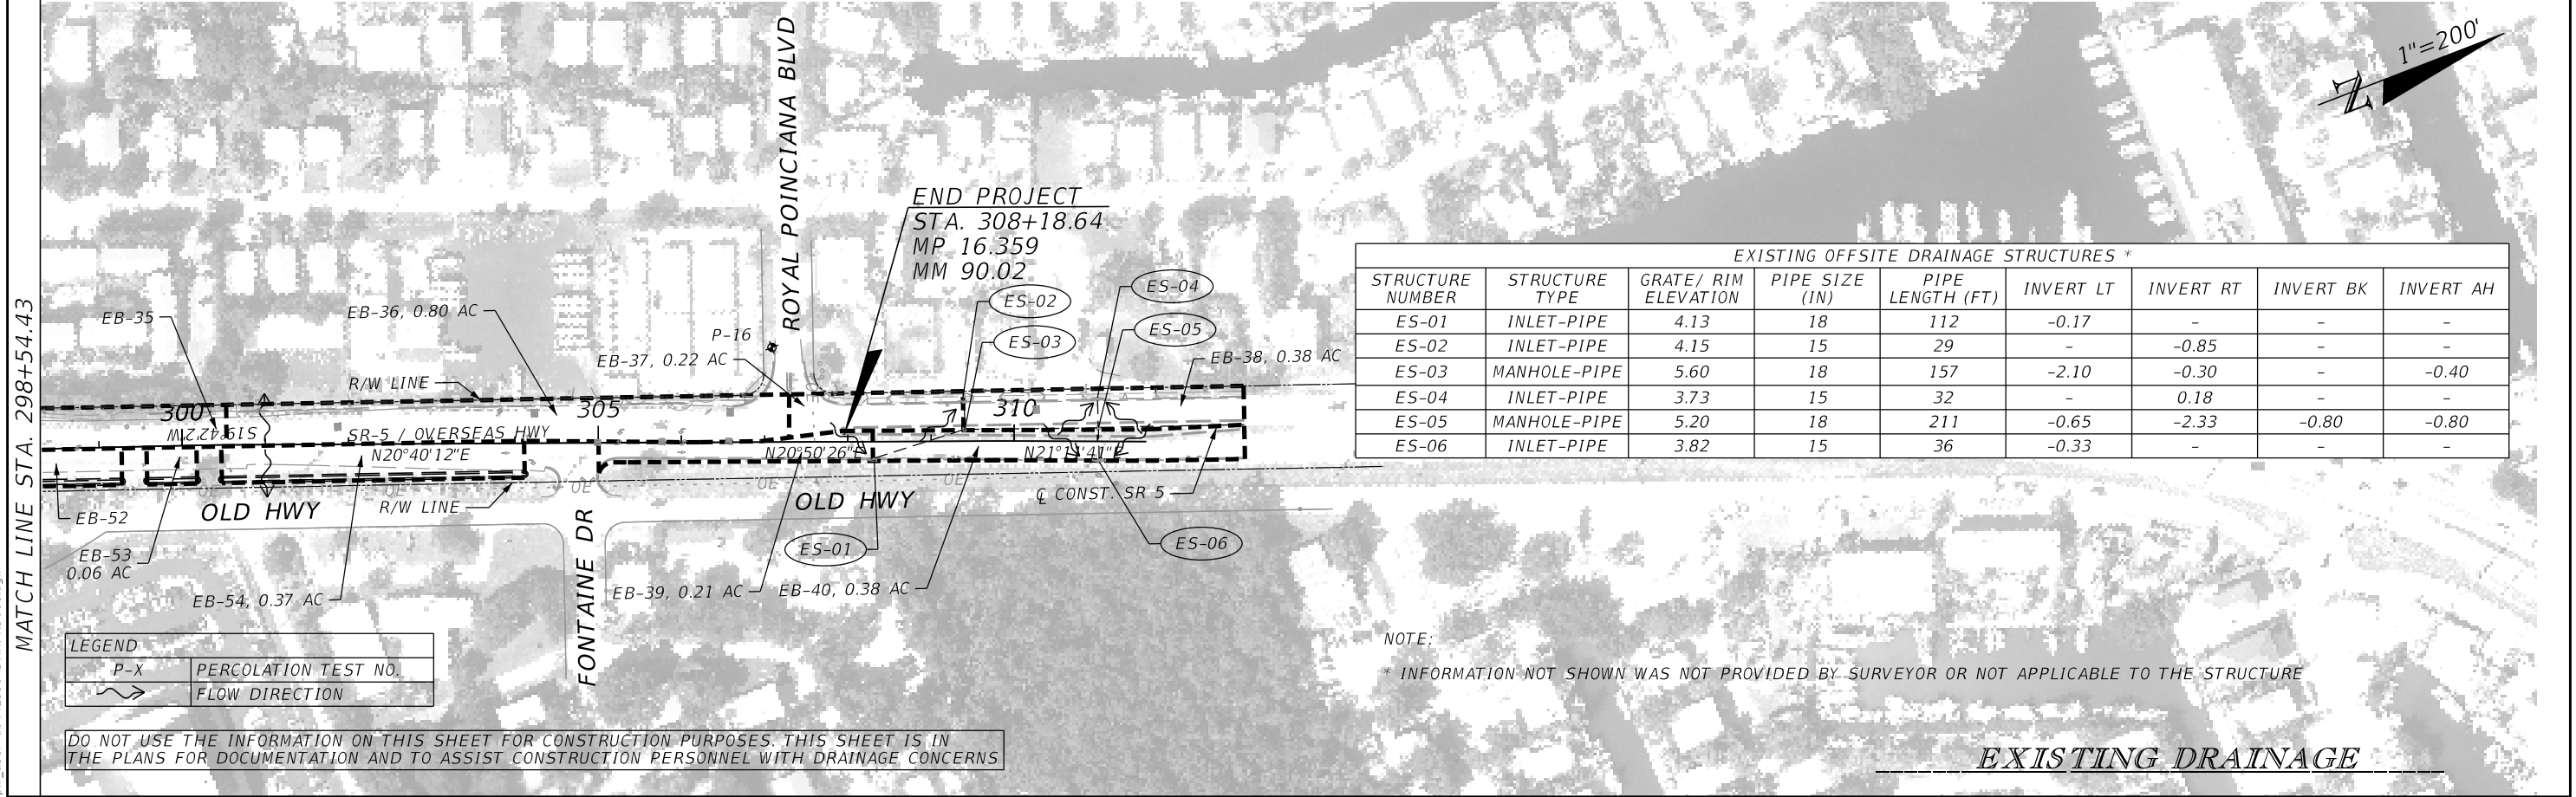 MATCH LINE STA. 298+54.43
1"=200'
N
ROYAL POINCIANA BLVD
END PROJECT
STA. 308+18.64
MP 16.359
MM 90.02
ES-02
ES-03
ES-04
ES-05
EB-35
EB-36, 0.80 AC
P-16
EB-37, 0.22 AC
EB-38, 0.38 AC
R/W LINE
300
305
310
S19°42'2"W
SR-5 / OVERSEAS HWY
N20°40'12"E
N20°50'26"E
OE
OE
OE
OE
OE
OLD HWY
R/W LINE
OLD HWY
℄ CONST. SR 5
EB-52
EB-53
0.06 AC
EB-54, 0.37 AC
FONTAINE DR
ES-01
ES-06
EB-39, 0.21 AC
EB-40, 0.38 AC
EXISTING OFFSITE DRAINAGE STRUCTURES *
STRUCTURE NUMBER STRUCTURE TYPE GRATE/ RIM ELEVATION PIPE SIZE (IN) PIPE LENGTH (FT) INVERT LT INVERT RT INVERT BK INVERT AH
ES-01 INLET-PIPE 4.13 18 112 -0.17 - - -
ES-02 INLET-PIPE 4.15 15 29 - -0.85 - -
ES-03 MANHOLE-PIPE 5.60 18 157 -2.10 -0.30 - -0.40
ES-04 INLET-PIPE 3.73 15 32 - 0.18 - -
ES-05 MANHOLE-PIPE 5.20 18 211 -0.65 -2.33 -0.80 -0.80
ES-06 INLET-PIPE 3.82 15 36 -0.33 - - -
LEGEND
P-X PERCOLATION TEST NO.
FLOW DIRECTION
DO NOT USE THE INFORMATION ON THIS SHEET FOR CONSTRUCTION PURPOSES. THIS SHEET IS IN
THE PLANS FOR DOCUMENTATION AND TO ASSIST CONSTRUCTION PERSONNEL WITH DRAINAGE CONCERNS
NOTE:
* INFORMATION NOT SHOWN WAS NOT PROVIDED BY SURVEYOR OR NOT APPLICABLE TO THE STRUCTURE
EXISTING DRAINAGE